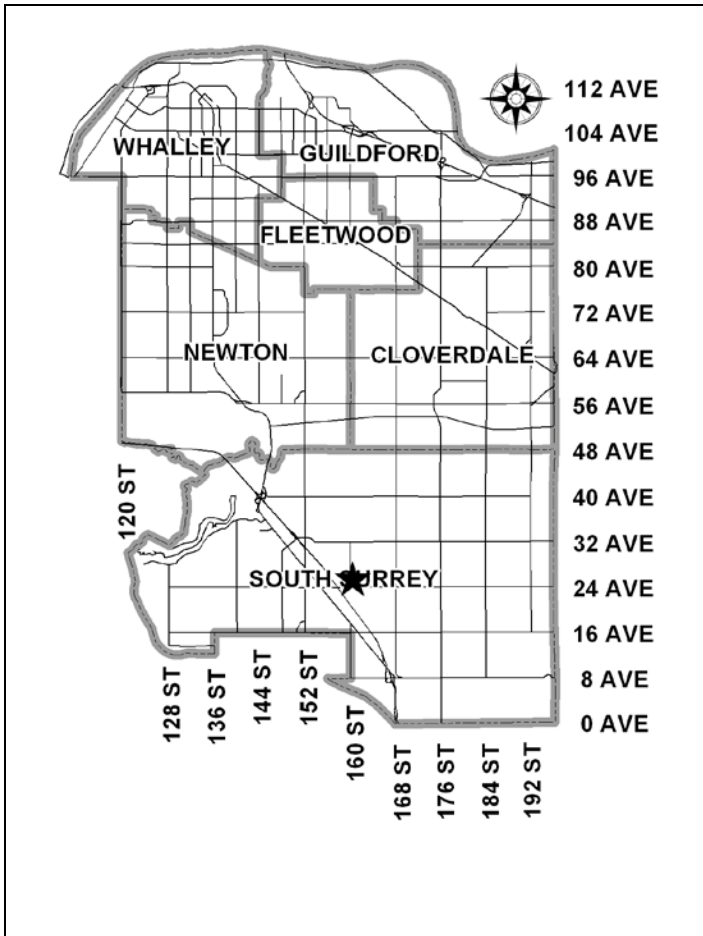 112 AVE
104 AVE
WHALLEY
GUILDFORD
96 AVE
88 AVE
FLEETWOOD
80 AVE
72 AVE
NEWTON
CLOVERDALE
64 AVE
56 AVE
48 AVE
120 ST
40 AVE
32 AVE
SOUTH SURREY
24 AVE
16 AVE
8 AVE
0 AVE
128 ST
136 ST
144 ST
152 ST
160 ST
168 ST
176 ST
184 ST
192 ST